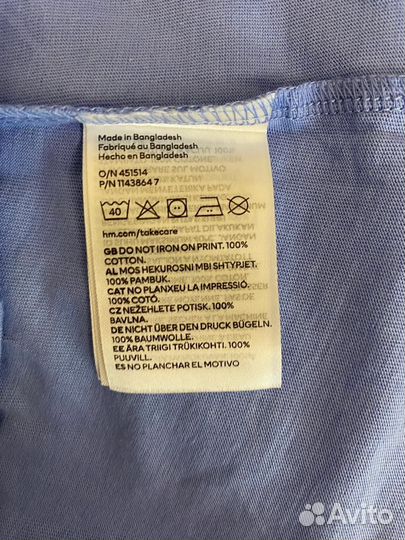 Made in Bangladesh
Fabriqué au Bangladesh
Hecho en Bangladesh
O/N 451514
P/N 1143864 7
40
hm.com/takecare
GB DO NOT IRON ON PRINT. 100%
COTTON.
AL MOS HEKUROSNI MBI SHTYPJET.
100% PAMBUK.
CAT NO PLANXEU LA IMPRESSIÓ.
100% COTÓ.
CZ NEŽEHLETE POTISK. 100%
BAVLNA.
DE NICHT ÜBER DEN DRUCK BÜGELN.
100% BAUMWOLLE.
EE ÄRA TRIIGI TRÜKIKOHTI. 100%
PUUVILL.
ES NO PLANCHAR EL MOTIVO
Avito